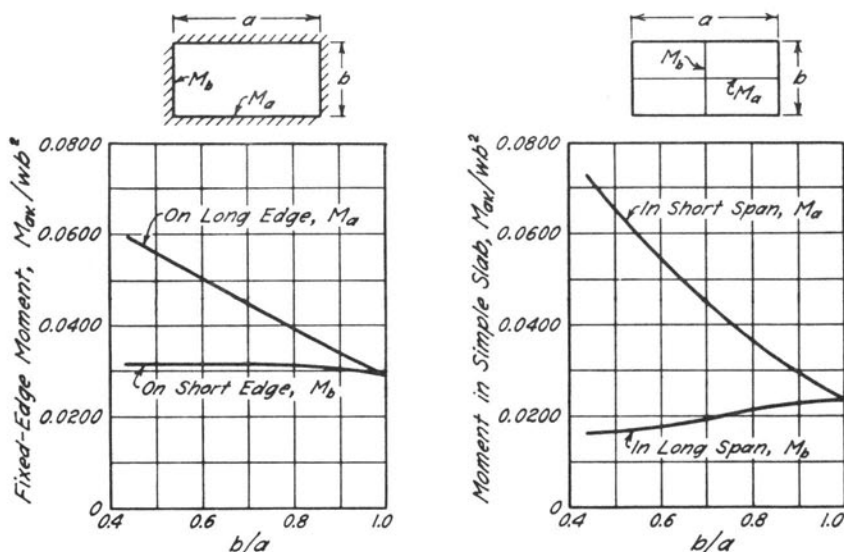 a
b
M_b
M_a
Fixed-Edge Moment, M_av/wb²
0.0800
0.0600
0.0400
0.0200
0
On Long Edge, M_a
On Short Edge, M_b
0.4
0.6
0.8
1.0
b/a
a
b
M_b
M_a
Moment in Simple Slab, M_av/wb²
0.0800
0.0600
0.0400
0.0200
0
In Short Span, M_a
In Long Span, M_b
0.4
0.6
0.8
1.0
b/a